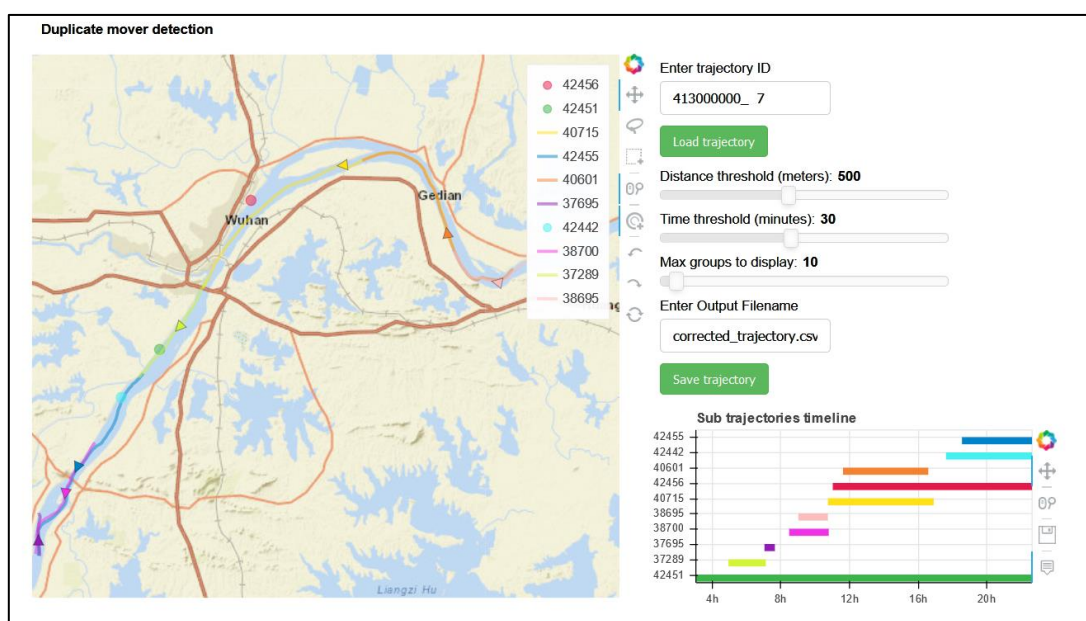 Duplicate mover detection
42456
42451
40715
42455
40601
37695
42442
38700
37289
38695
Wuhan
Gedian
Liangzi Hu
Enter trajectory ID
413000000_ 7
Load trajectory
Distance threshold (meters): 500
Time threshold (minutes): 30
Max groups to display: 10
Enter Output Filename
corrected_trajectory.csv
Save trajectory
Sub trajectories timeline
42455
42442
40601
42456
40715
38695
38700
37695
37289
42451
4h 8h 12h 16h 20h